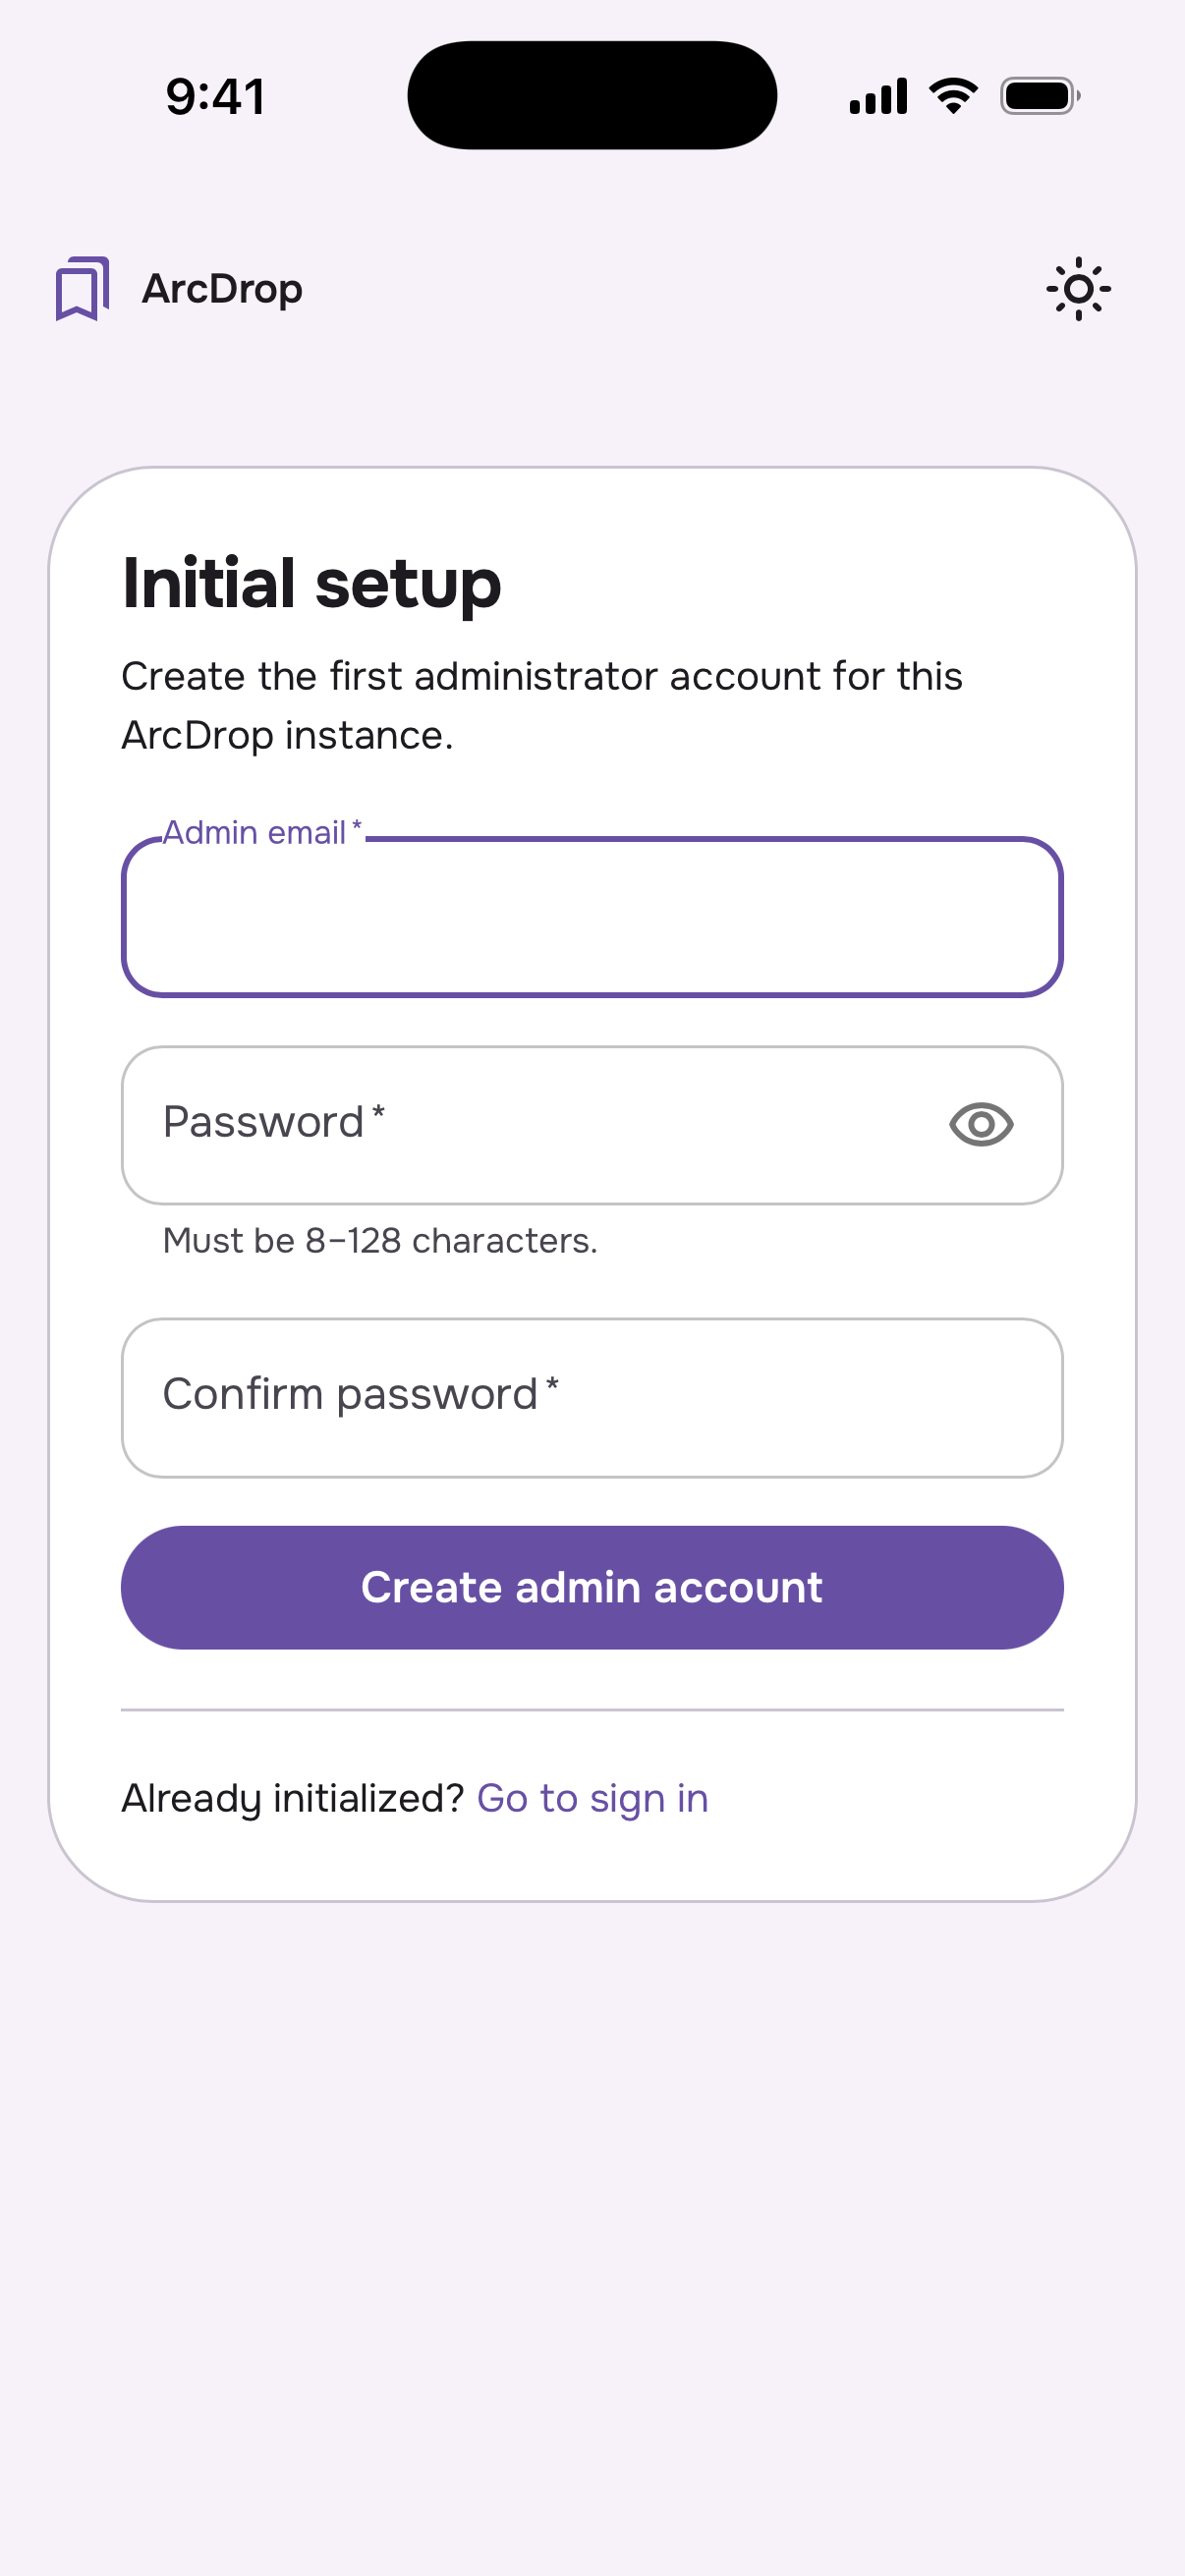 9:41
ArcDrop
Initial setup
Create the first administrator account for this
ArcDrop instance.
Admin email *
Password *
Must be 8–128 characters.
Confirm password *
Create admin account
Already initialized? Go to sign in